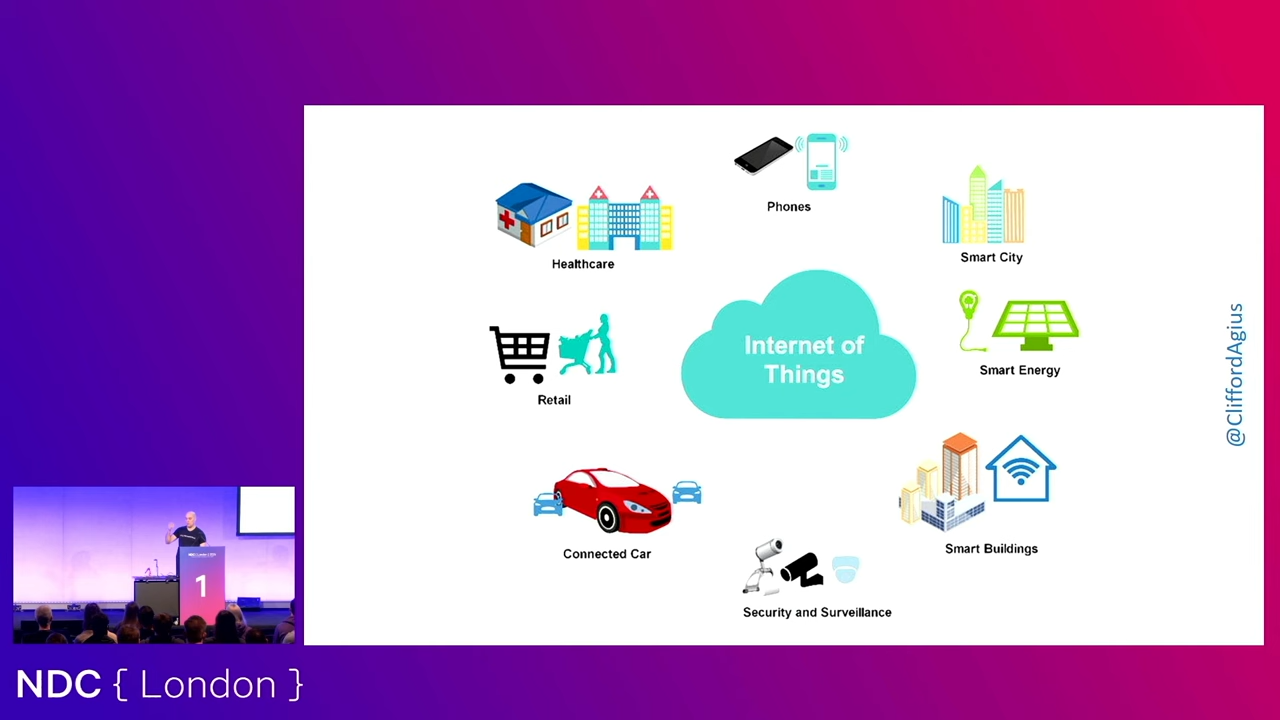 Phones
Healthcare
Smart City
Internet of
Things
Smart Energy
Retail
@CliffordAgius
Connected Car
Smart Buildings
Security and Surveillance
1
NDC { London }